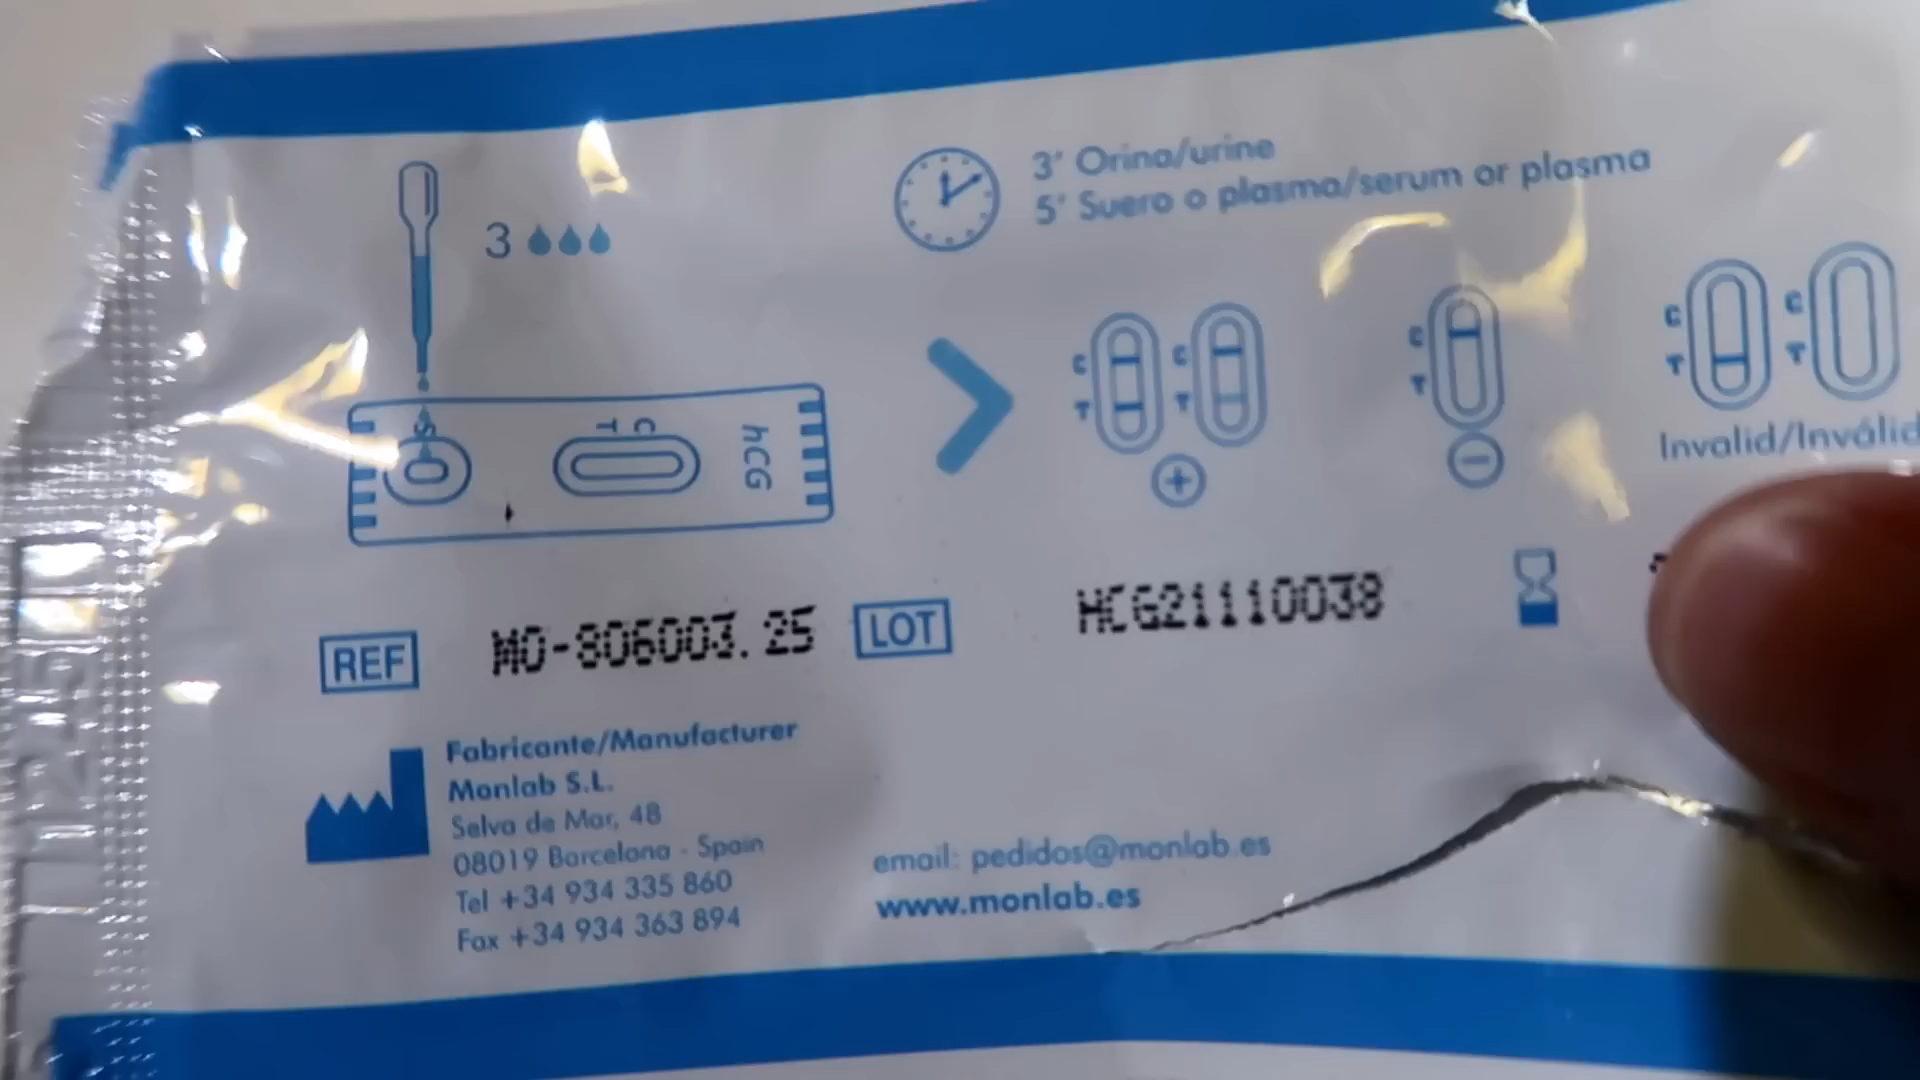 3 
3' Orina/urine
5' Suero o plasma/serum or plasma
S
T C
hCG
C T
C T
C T
C T
C T
Invalid/Inválid
REF MO-806003.25
LOT HCG21110038
Fabricante/Manufacturer
Monlab S.L.
Selva de Mar, 48
08019 Barcelona - Spain
Tel +34 934 335 860
Fax +34 934 363 894
email: pedidos@monlab.es
www.monlab.es